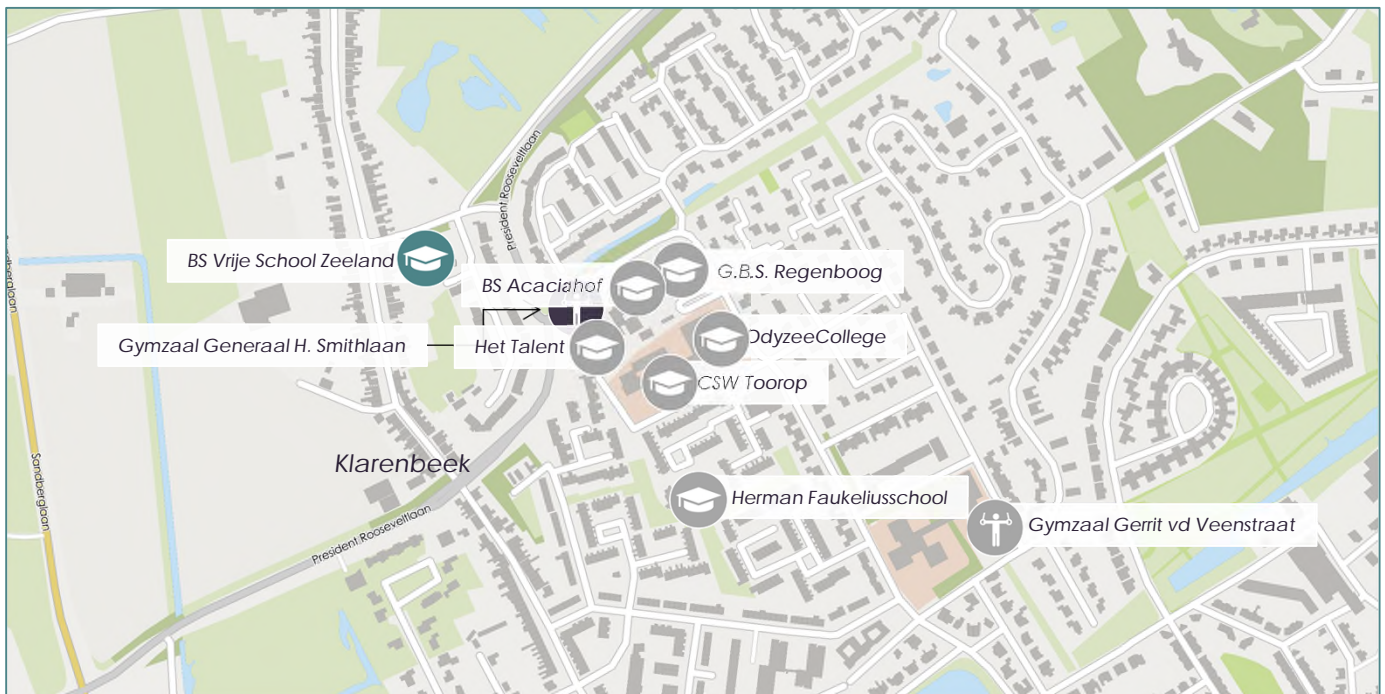 President Rooseveltlaan
BS Vrije School Zeeland
BS Acaciahof
G.B.S. Regenboog
Gymzaal Generaal H. Smithlaan
Het Talent
OdyzeeCollege
CSW Toorop
Klarenbeek
Sandberglaan
Herman Faukeliusschool
Gymzaal Gerrit vd Veenstraat
President Rooseveltlaan